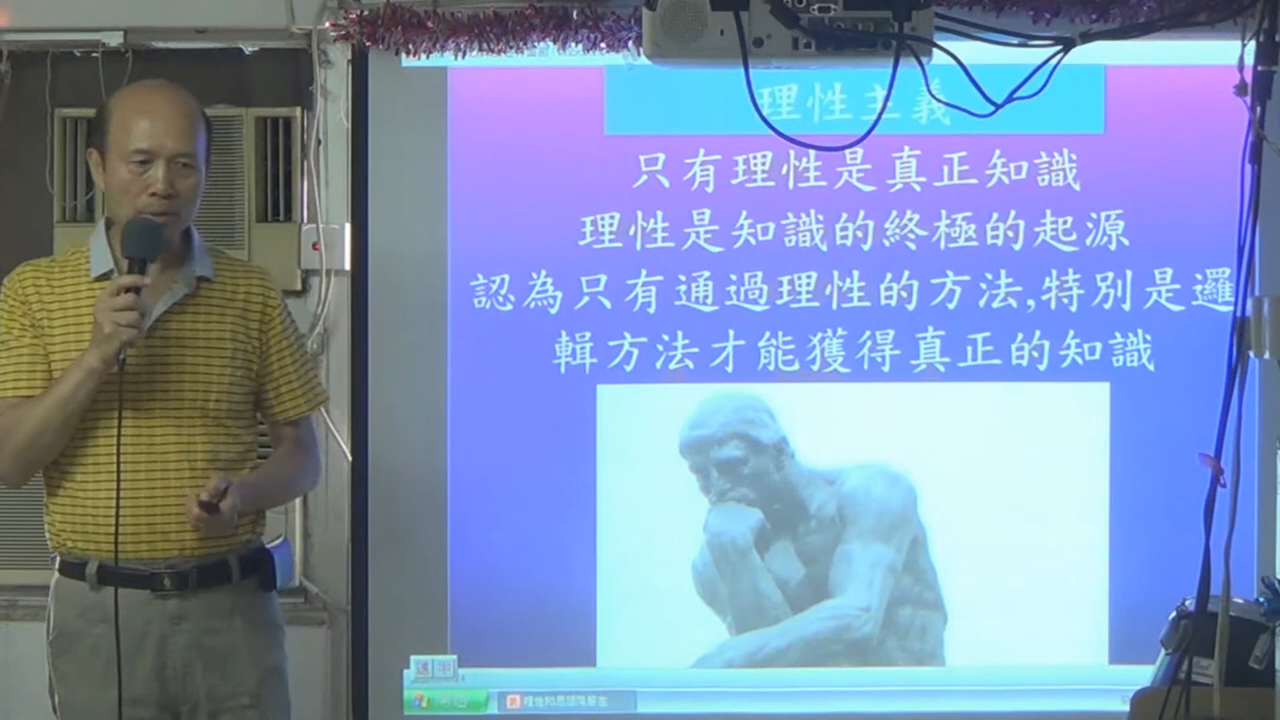 理性主義
只有理性是真正知識
理性是知識的終極的起源
認為只有通過理性的方法,特別是邏
輯方法才能獲得真正的知識